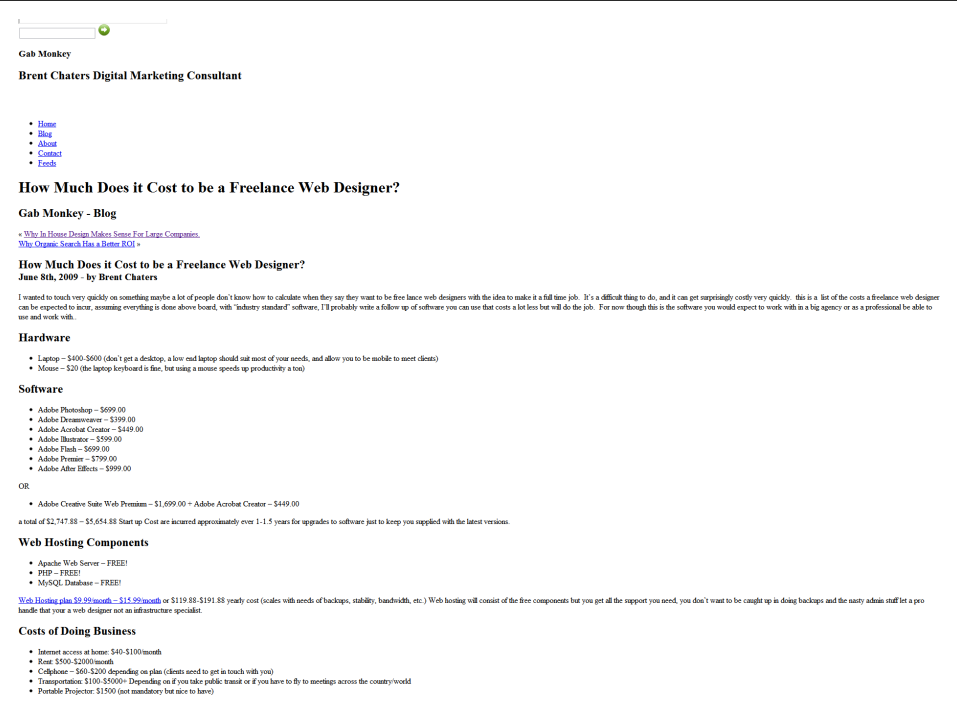 Gab Monkey
Brent Chaters Digital Marketing Consultant
Home
Blog
About
Contact
Feeds
How Much Does it Cost to be a Freelance Web Designer?
Gab Monkey - Blog
« Why In House Design Makes Sense For Large Companies.
Why Organic Search Has a Better ROI »
How Much Does it Cost to be a Freelance Web Designer?
June 8th, 2009 - by Brent Chaters
I wanted to touch very quickly on something maybe a lot of people don't know how to calculate when they say they want to be free lance web designers with the idea to make it a full time job. It's a difficult thing to do, and it can get surprisingly costly very quickly. this is a list of the costs a freelance web designer
can be expected to incur, assuming everything is done above board, with "industry standard" software, I'll probably write a follow up of software you can use that costs a lot less but will do the job. For now though this is the software you would expect to work with in a big agency or as a professional be able to
use and work with..
Hardware
Laptop – $400-$600 (don't get a desktop, a low end laptop should suit most of your needs, and allow you to be mobile to meet clients)
Mouse – $20 (the laptop keyboard is fine, but using a mouse speeds up productivity a ton)
Software
Adobe Photoshop – $699.00
Adobe Dreamweaver – $399.00
Adobe Acrobat Creator – $449.00
Adobe Illustrator – $599.00
Adobe Flash – $699.00
Adobe Premier – $799.00
Adobe After Effects – $999.00
OR
Adobe Creative Suite Web Premium – $1,699.00 + Adobe Acrobat Creator – $449.00
a total of $2,747.88 – $5,654.88 Start up Cost are incurred approximately ever 1-1.5 years for upgrades to software just to keep you supplied with the latest versions.
Web Hosting Components
Apache Web Server – FREE!
PHP – FREE!
MySQL Database – FREE!
Web Hosting plan $9.99/month – $15.99/month or $119.88-$191.88 yearly cost (scales with needs of backups, stability, bandwidth, etc.) Web hosting will consist of the free components but you get all the support you need, you don't want to be caught up in doing backups and the nasty admin stuff let a pro
handle that your a web designer not an infrastructure specialist.
Costs of Doing Business
Internet access at home: $40-$100/month
Rent: $500-$2000/month
Cellphone – $60-$200 depending on plan (clients need to get in touch with you)
Transportation: $100-$5000+ Depending on if you take public transit or if you have to fly to meetings across the country/world
Portable Projector: $1500 (not mandatory but nice to have)